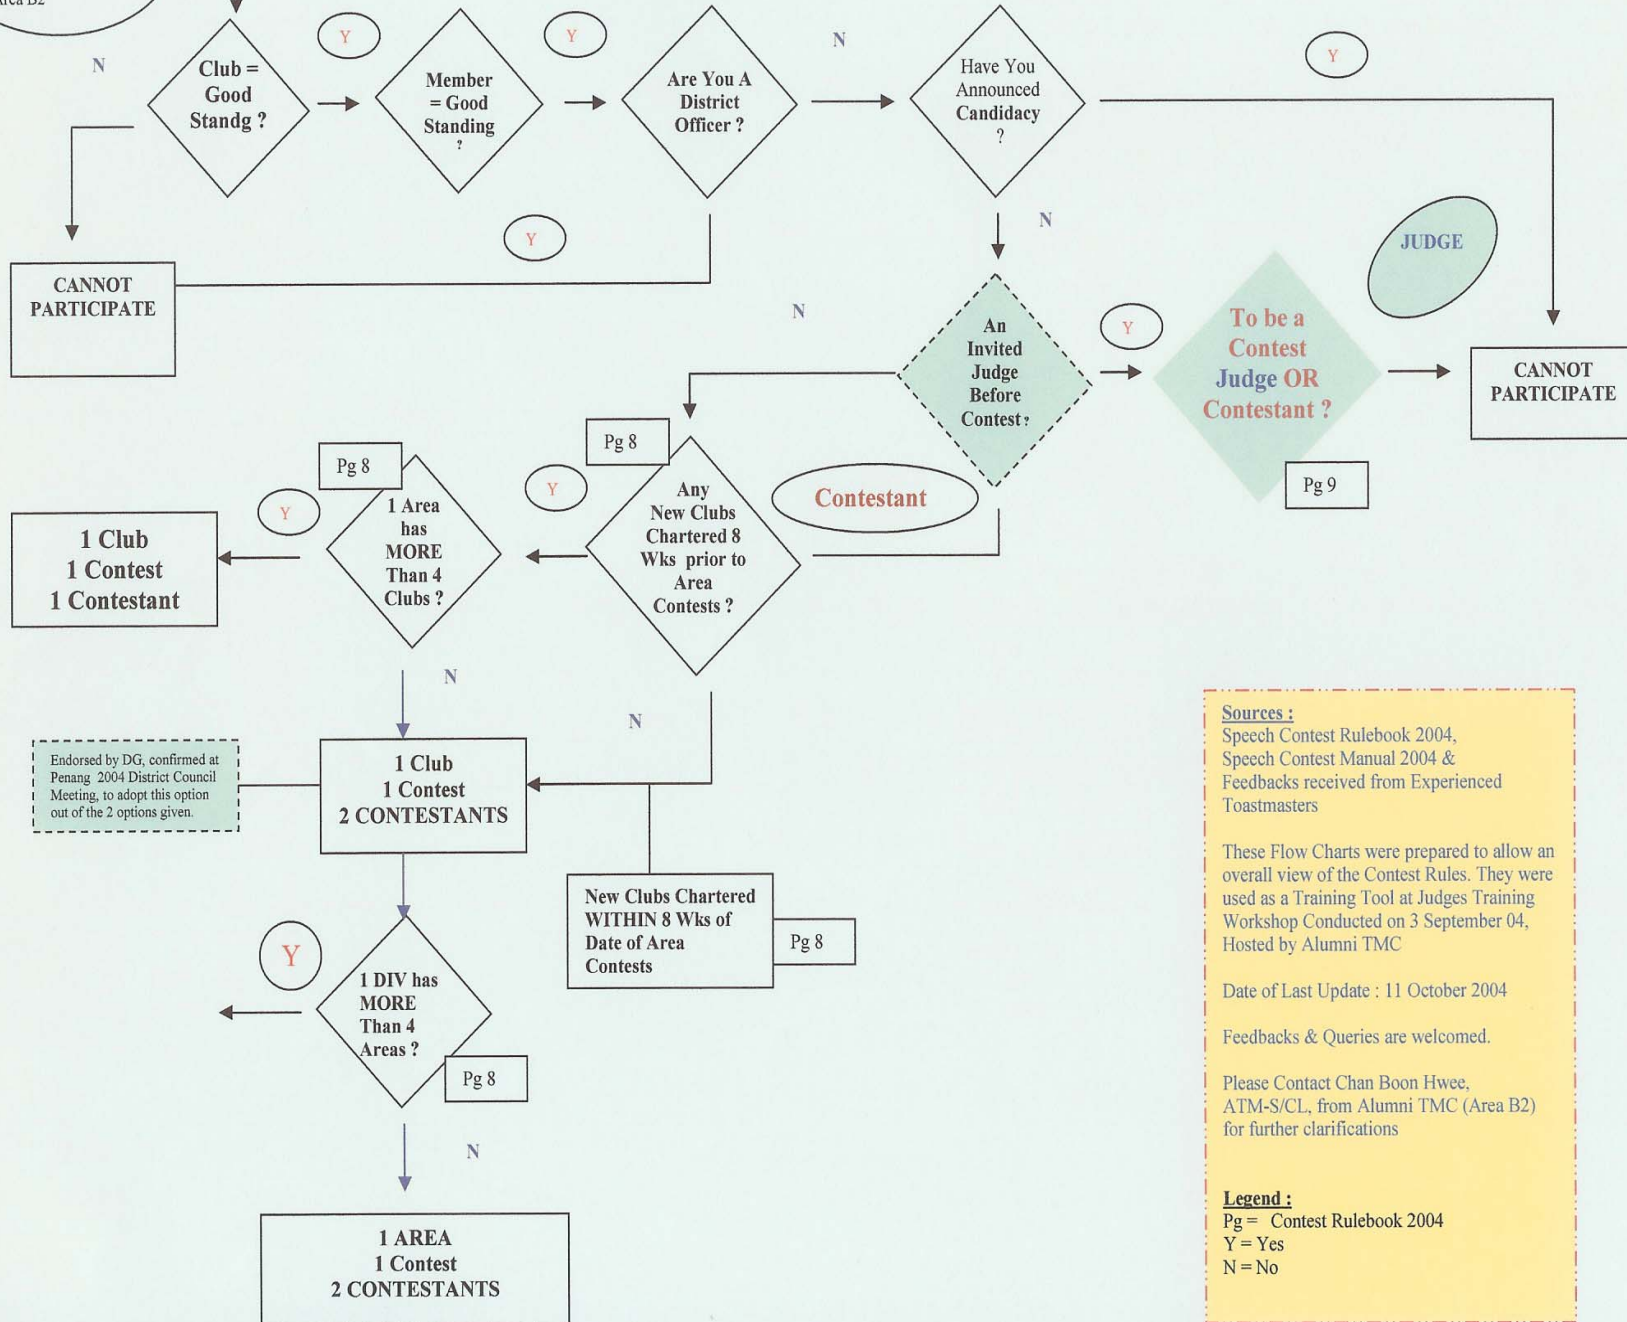 Area B2
N
Club =
Good
Standg ?
Y
Member
= Good
Standing
?
Y
Are You A
District
Officer ?
N
Have You
Announced
Candidacy
?
Y
CANNOT
PARTICIPATE
Y
N
JUDGE
N
An
Invited
Judge
Before
Contest?
Y
To be a
Contest
Judge OR
Contestant ?
Pg 9
CANNOT
PARTICIPATE
Contestant
Pg 8
Any
New Clubs
Chartered 8
Wks prior to
Area
Contests ?
Y
Pg 8
1 Area
has
MORE
Than 4
Clubs ?
Y
1 Club
1 Contest
1 Contestant
N
N
Endorsed by DG, confirmed at
Penang 2004 District Council
Meeting, to adopt this option
out of the 2 options given.
1 Club
1 Contest
2 CONTESTANTS
New Clubs Chartered
WITHIN 8 Wks of
Date of Area
Contests
Pg 8
Y
1 DIV has
MORE
Than 4
Areas ?
Pg 8
N
1 AREA
1 Contest
2 CONTESTANTS
Sources :
Speech Contest Rulebook 2004,
Speech Contest Manual 2004 &
Feedbacks received from Experienced
Toastmasters
These Flow Charts were prepared to allow an
overall view of the Contest Rules. They were
used as a Training Tool at Judges Training
Workshop Conducted on 3 September 04,
Hosted by Alumni TMC
Date of Last Update : 11 October 2004
Feedbacks & Queries are welcomed.
Please Contact Chan Boon Hwee,
ATM-S/CL, from Alumni TMC (Area B2)
for further clarifications
Legend :
Pg = Contest Rulebook 2004
Y = Yes
N = No